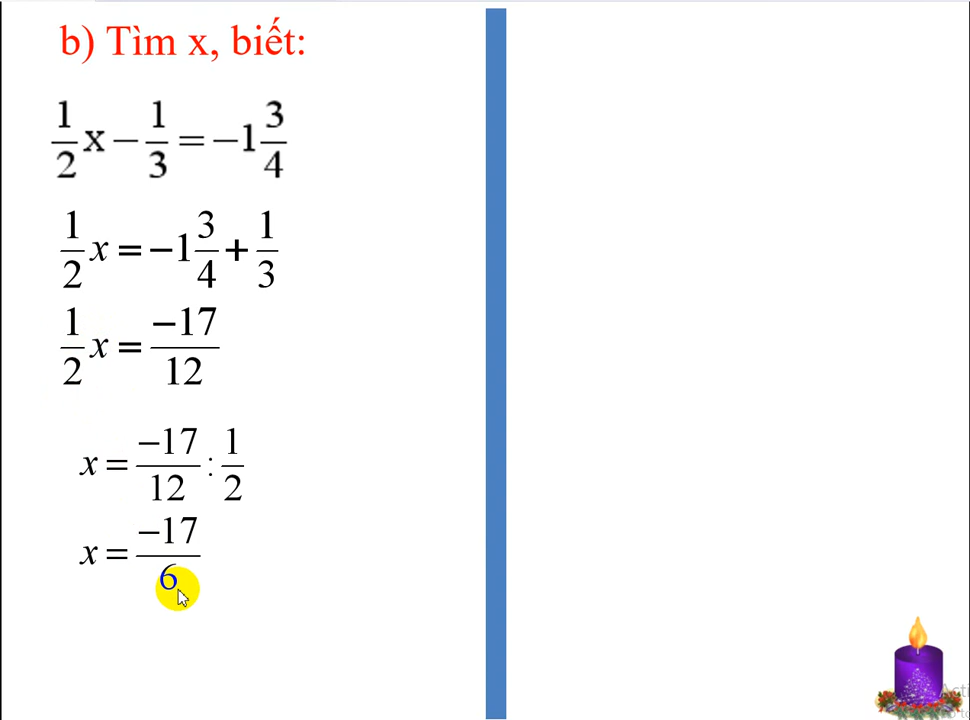 b) Tìm x, biết:
1/2 x − 1/3 = −1 3/4
1/2 x = −1 3/4 + 1/3
1/2 x = −17/12
x = −17/12 : 1/2
x = −17/6